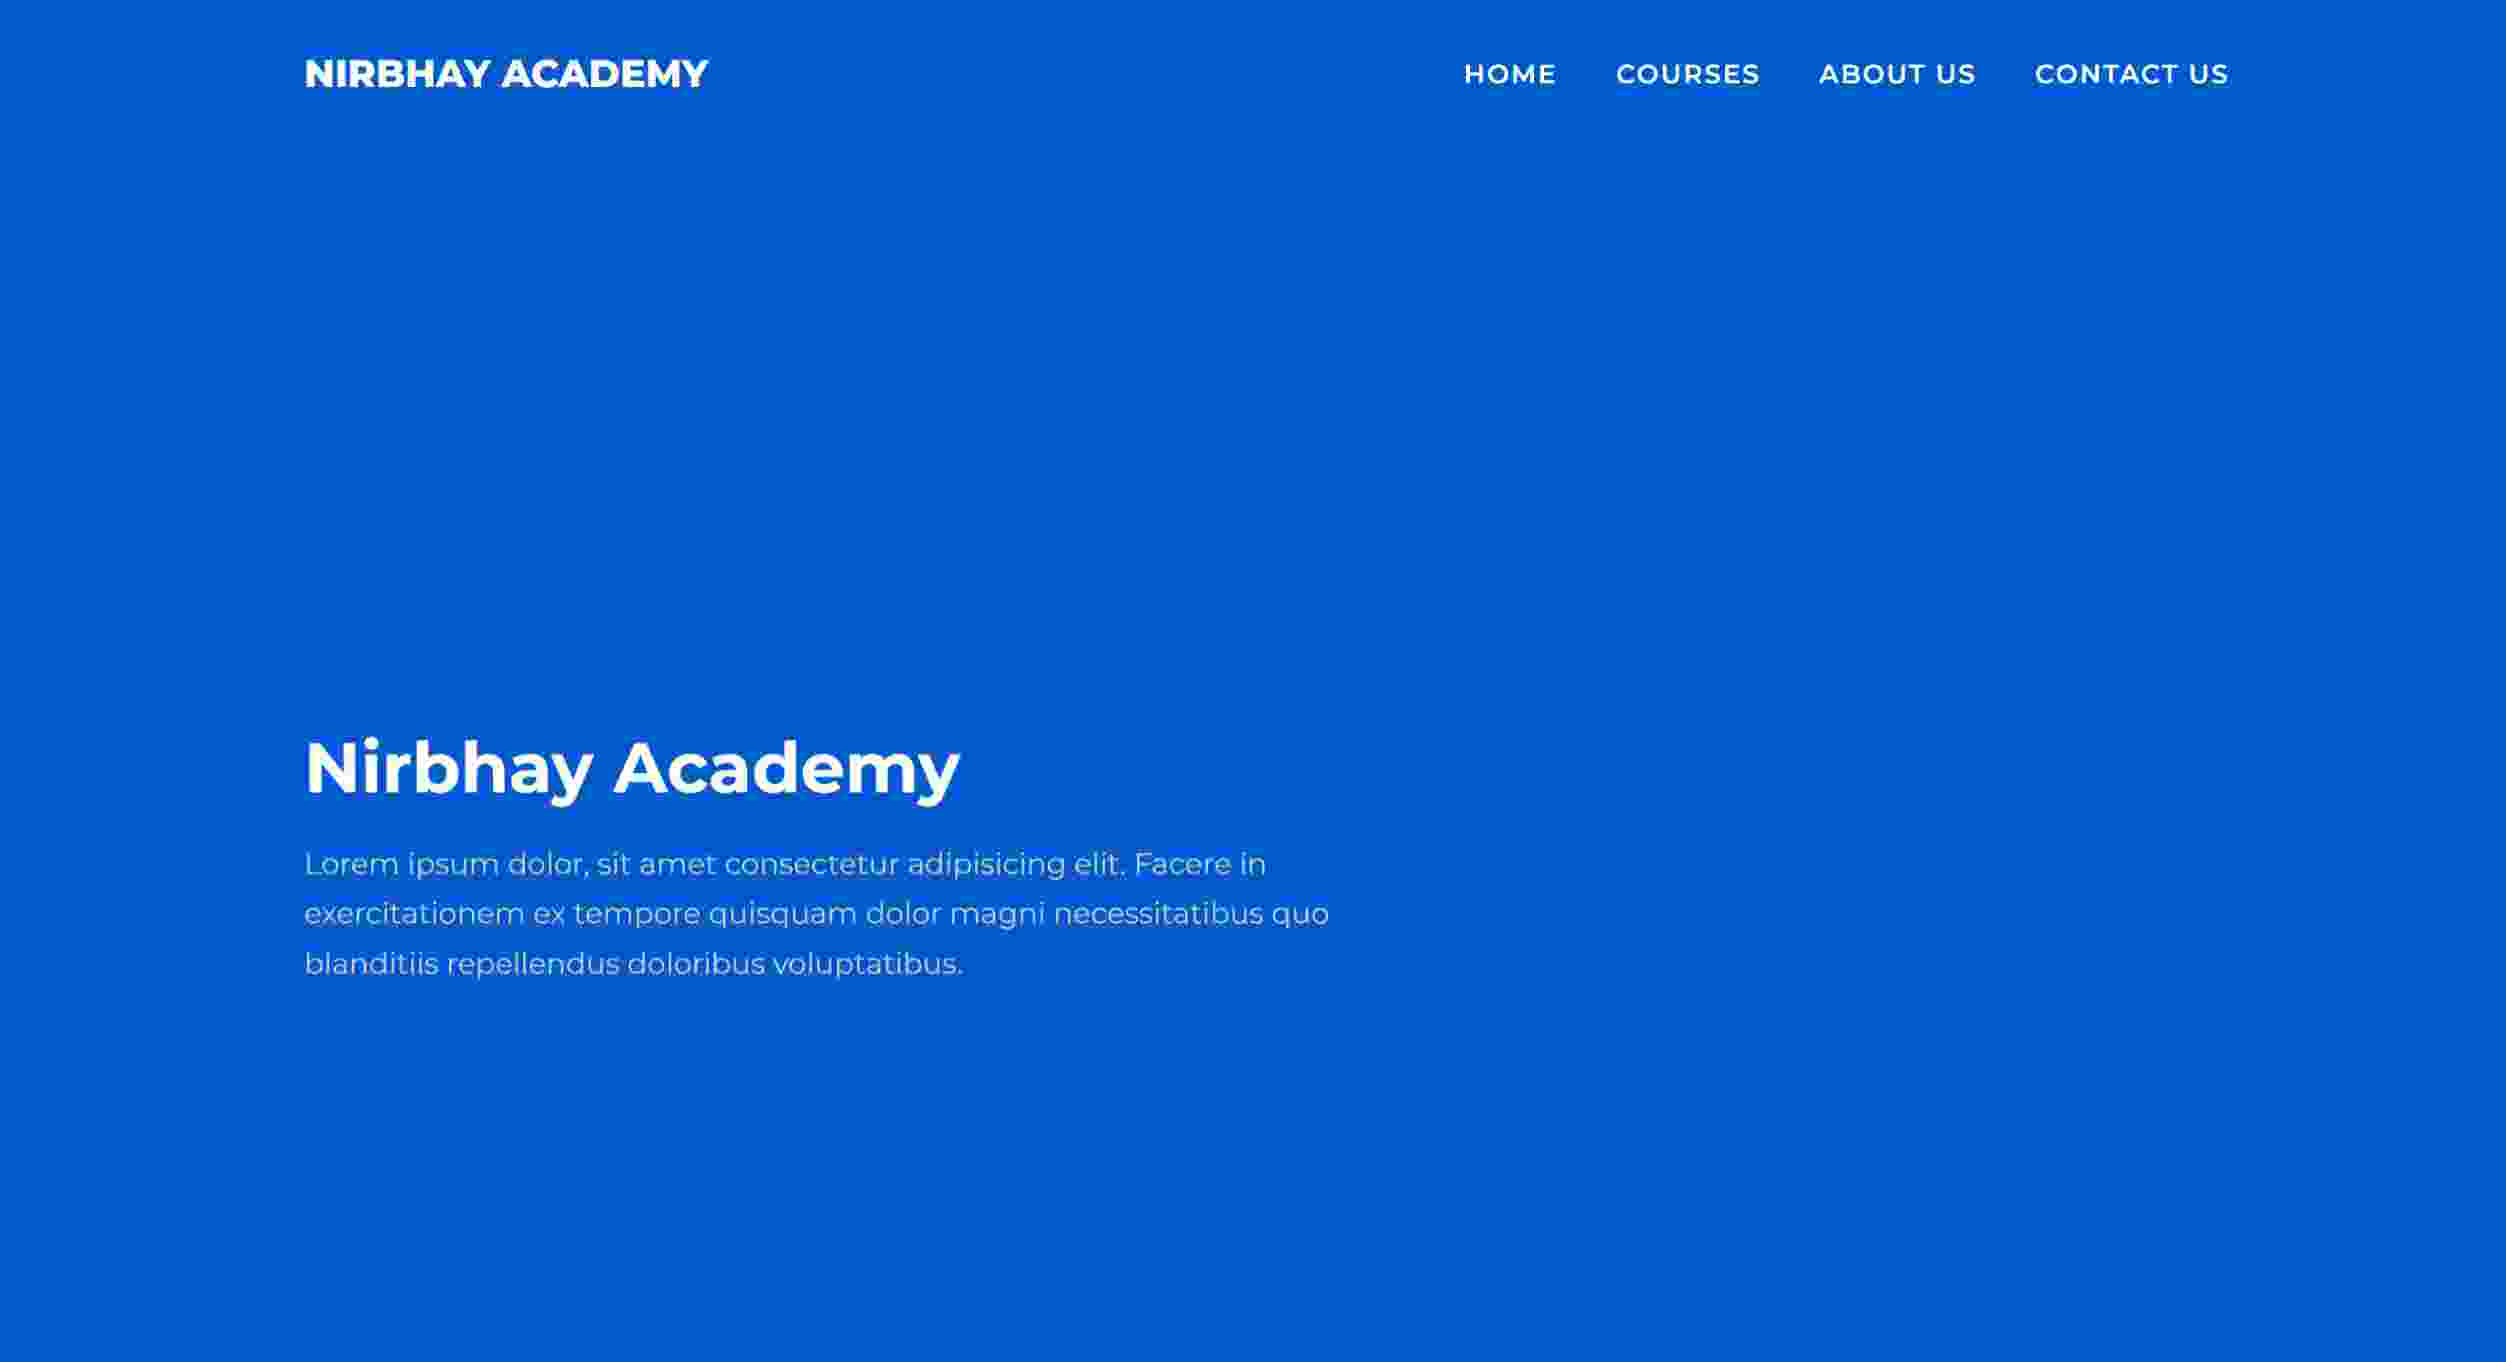 NIRBHAY ACADEMY
HOME COURSES ABOUT US CONTACT US
Nirbhay Academy
Lorem ipsum dolor, sit amet consectetur adipisicing elit. Facere in
exercitationem ex tempore quisquam dolor magni necessitatibus quo
blanditiis repellendus doloribus voluptatibus.